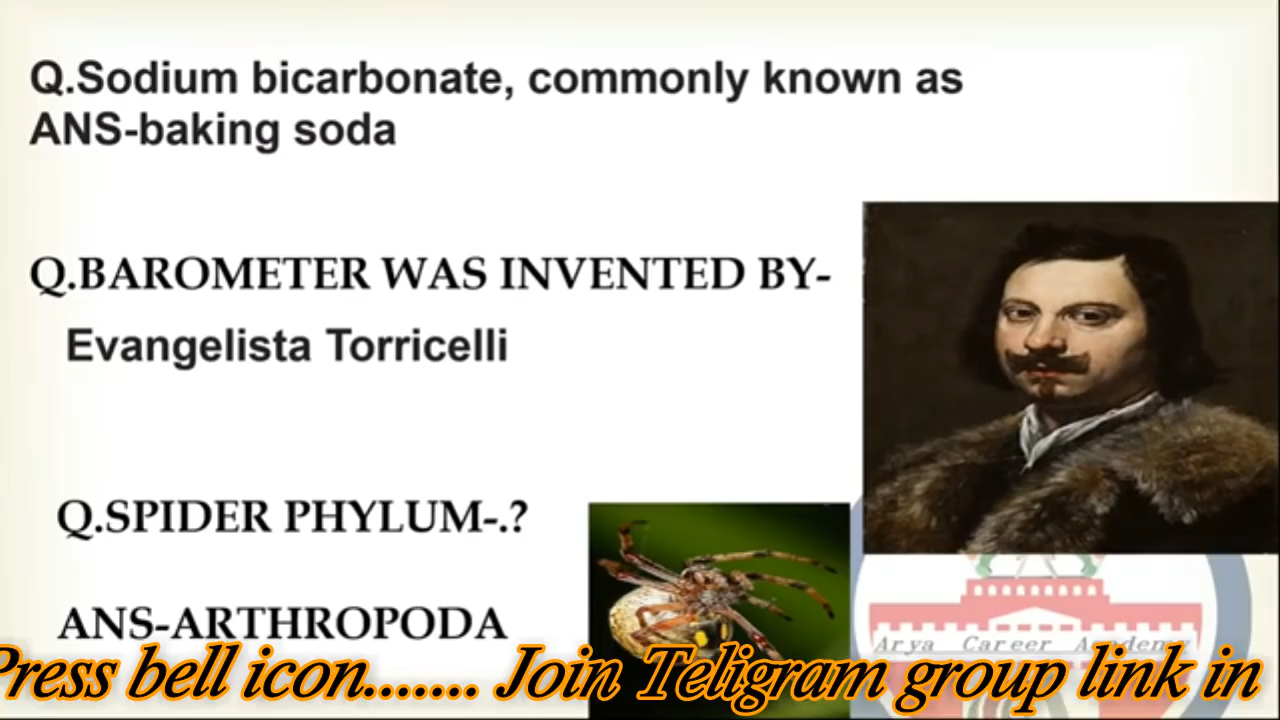 Q.Sodium bicarbonate, commonly known as
ANS-baking soda
Q.BAROMETER WAS INVENTED BY-
Evangelista Torricelli
Q.SPIDER PHYLUM-.?
ANS-ARTHROPODA
Arya Career Academy
Press bell icon....... Join Teligram group link in